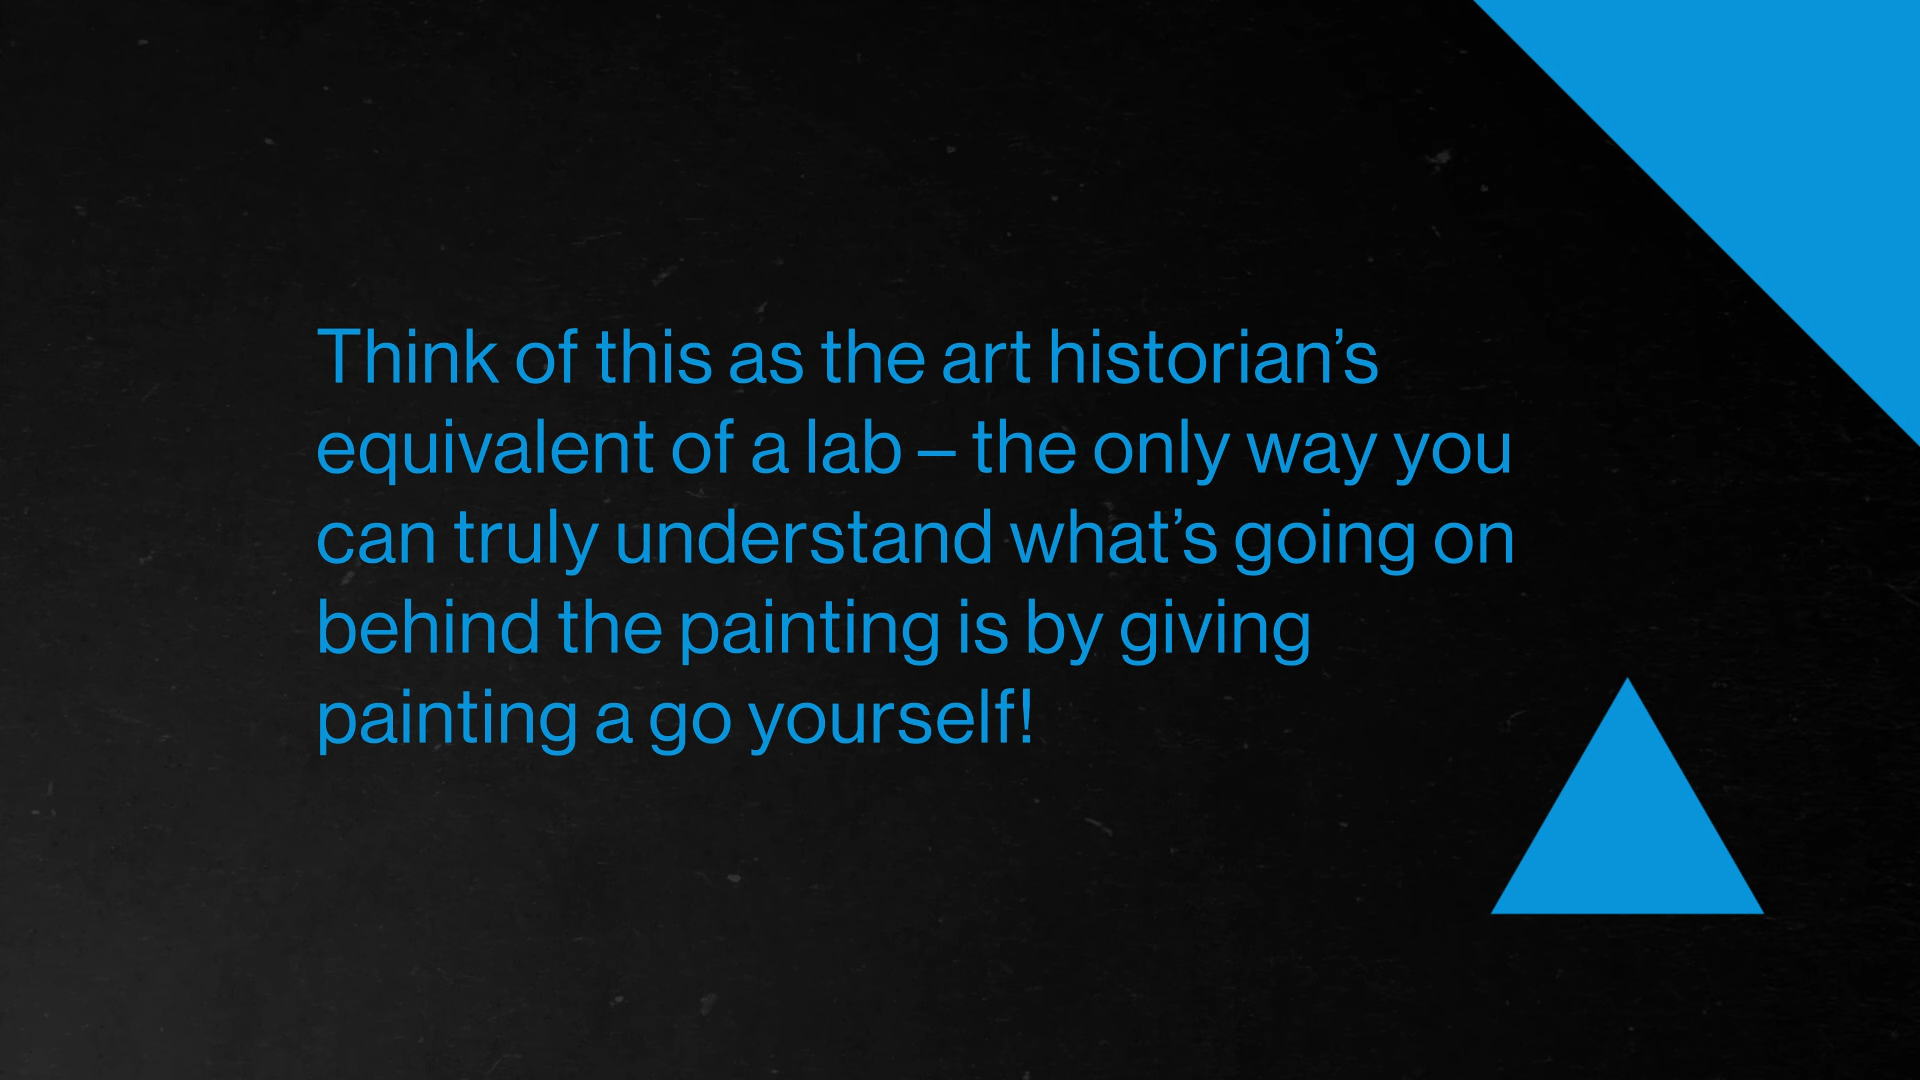 Think of this as the art historian’s
equivalent of a lab – the only way you
can truly understand what’s going on
behind the painting is by giving
painting a go yourself!